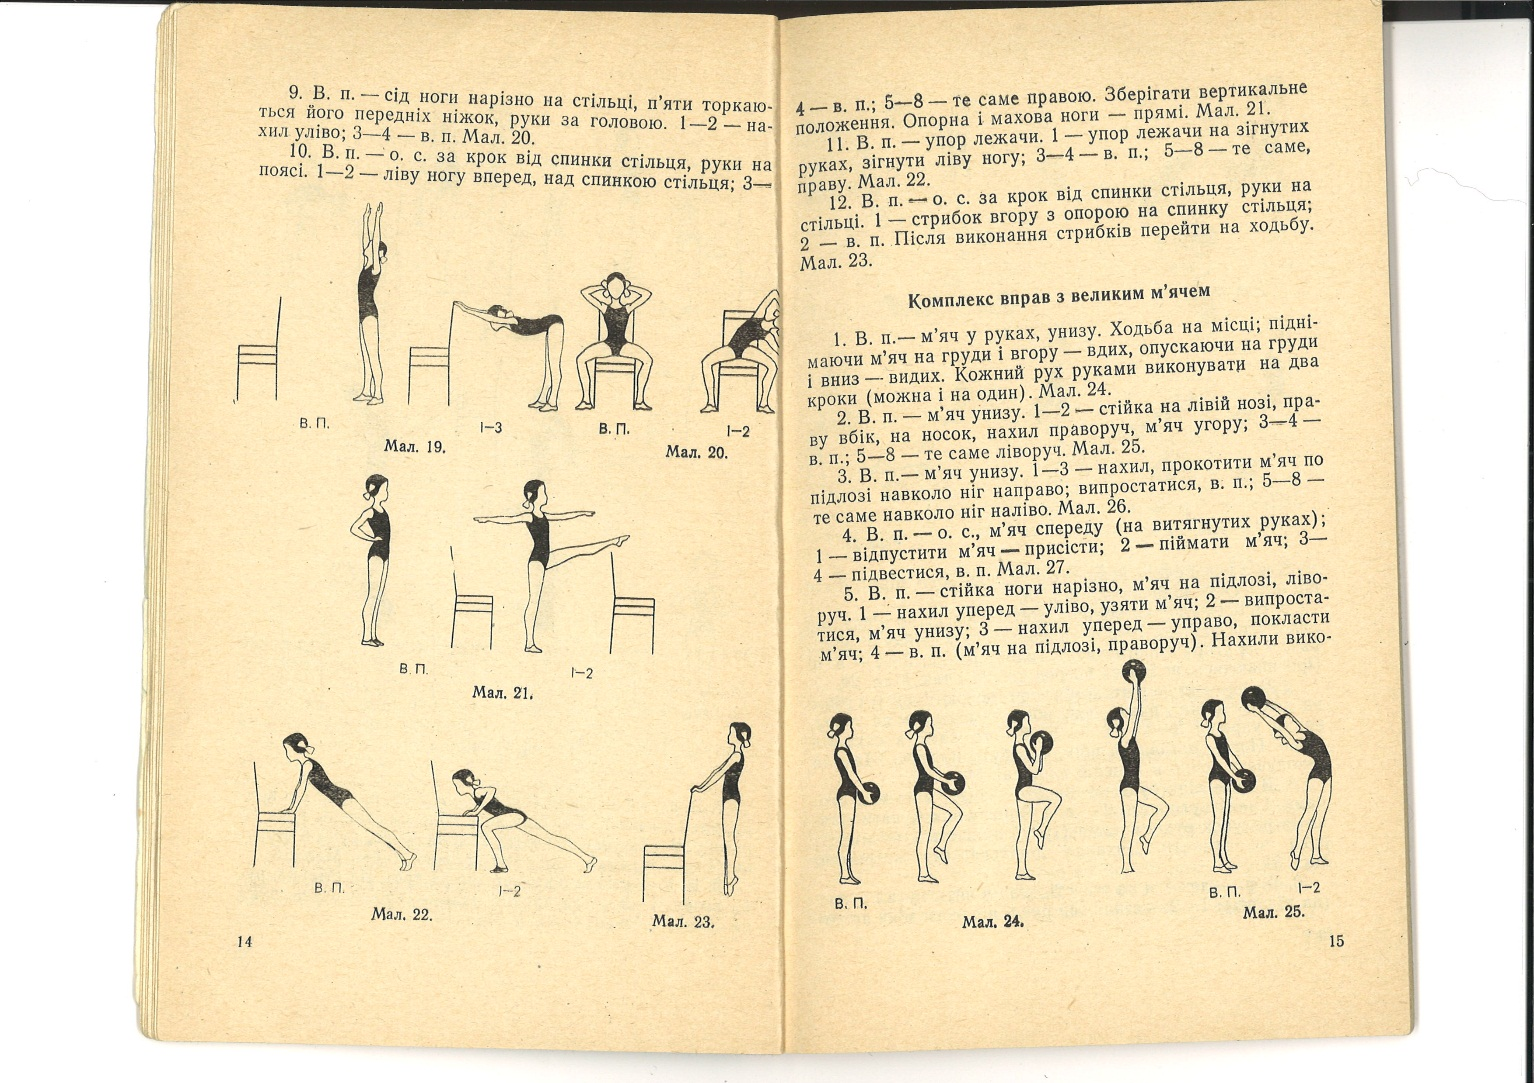 9. В. п. — сід ноги нарізно на стільці, п’яти торкаю-
ться його передніх ніжок, руки за головою. 1—2 — на-
хил уліво; 3—4 — в. п. Мал. 20.
10. В. п. — о. с. за крок від спинки стільця, руки на
поясі. 1—2 — ліву ногу вперед, над спинкою стільця; 3—
В. П.
1—3
Мал. 19.
В. П.
1—2
Мал. 20.
В. П.
1—2
Мал. 21.
В. П.
1—2
Мал. 22.
Мал. 23.
14
4 — в. п.; 5—8 — те саме правою. Зберігати вертикальне
положення. Опорна і махова ноги — прямі. Мал. 21.
11. В. п. — упор лежачи. 1 — упор лежачи на зігнутих
руках, зігнути ліву ногу; 3—4 — в. п.; 5—8 — те саме,
праву. Мал. 22.
12. В. п. — о. с. за крок від спинки стільця, руки на
стільці. 1 — стрибок вгору з опорою на спинку стільця;
2 — в. п. Після виконання стрибків перейти на ходьбу.
Мал. 23.
Комплекс вправ з великим м’ячем
1. В. п.— м’яч у руках, унизу. Ходьба на місці; підні-
маючи м’яч на груди і вгору — вдих, опускаючи на груди
і вниз — видих. Кожний рух руками виконувати на два
кроки (можна і на один). Мал. 24.
2. В. п. — м’яч унизу. 1—2 — стійка на лівій нозі, пра-
ву вбік, на носок, нахил праворуч, м’яч угору; 3—4 —
в. п.; 5—8 — те саме ліворуч. Мал. 25.
3. В. п.— м’яч унизу. 1—3 — нахил, прокотити м’яч по
підлозі навколо ніг направо; випростатися, в. п.; 5—8 —
те саме навколо ніг наліво. Мал. 26.
4. В. п. — о. с., м’яч спереду (на витягнутих руках);
1 — відпустити м’яч — присісти; 2 — піймати м’яч; 3—
4 — підвестися, в. п. Мал. 27.
5. В. п. — стійка ноги нарізно, м’яч на підлозі, ліво-
руч. 1 — нахил уперед — уліво, узяти м’яч; 2 — випроста-
тися, м’яч унизу; 3 — нахил уперед — управо, покласти
м’яч; 4 — в. п. (м’яч на підлозі, праворуч). Нахили вико-
В. П.
Мал. 24.
В. П.
1—2
Мал. 25.
15